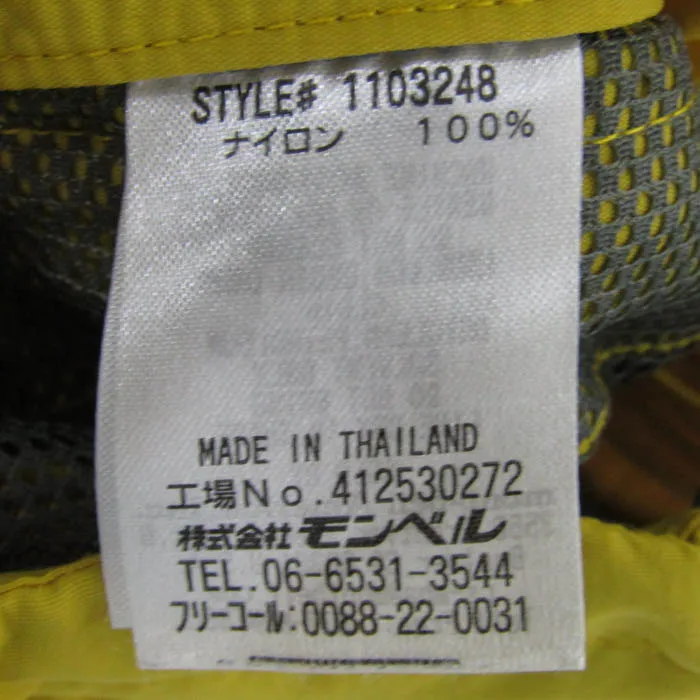 STYLE# 1103248
ナイロン 100%
MADE IN THAILAND
工場No.412530272
株式会社 モンベル
TEL.06-6531-3544
フリーコール:0088-22-0031